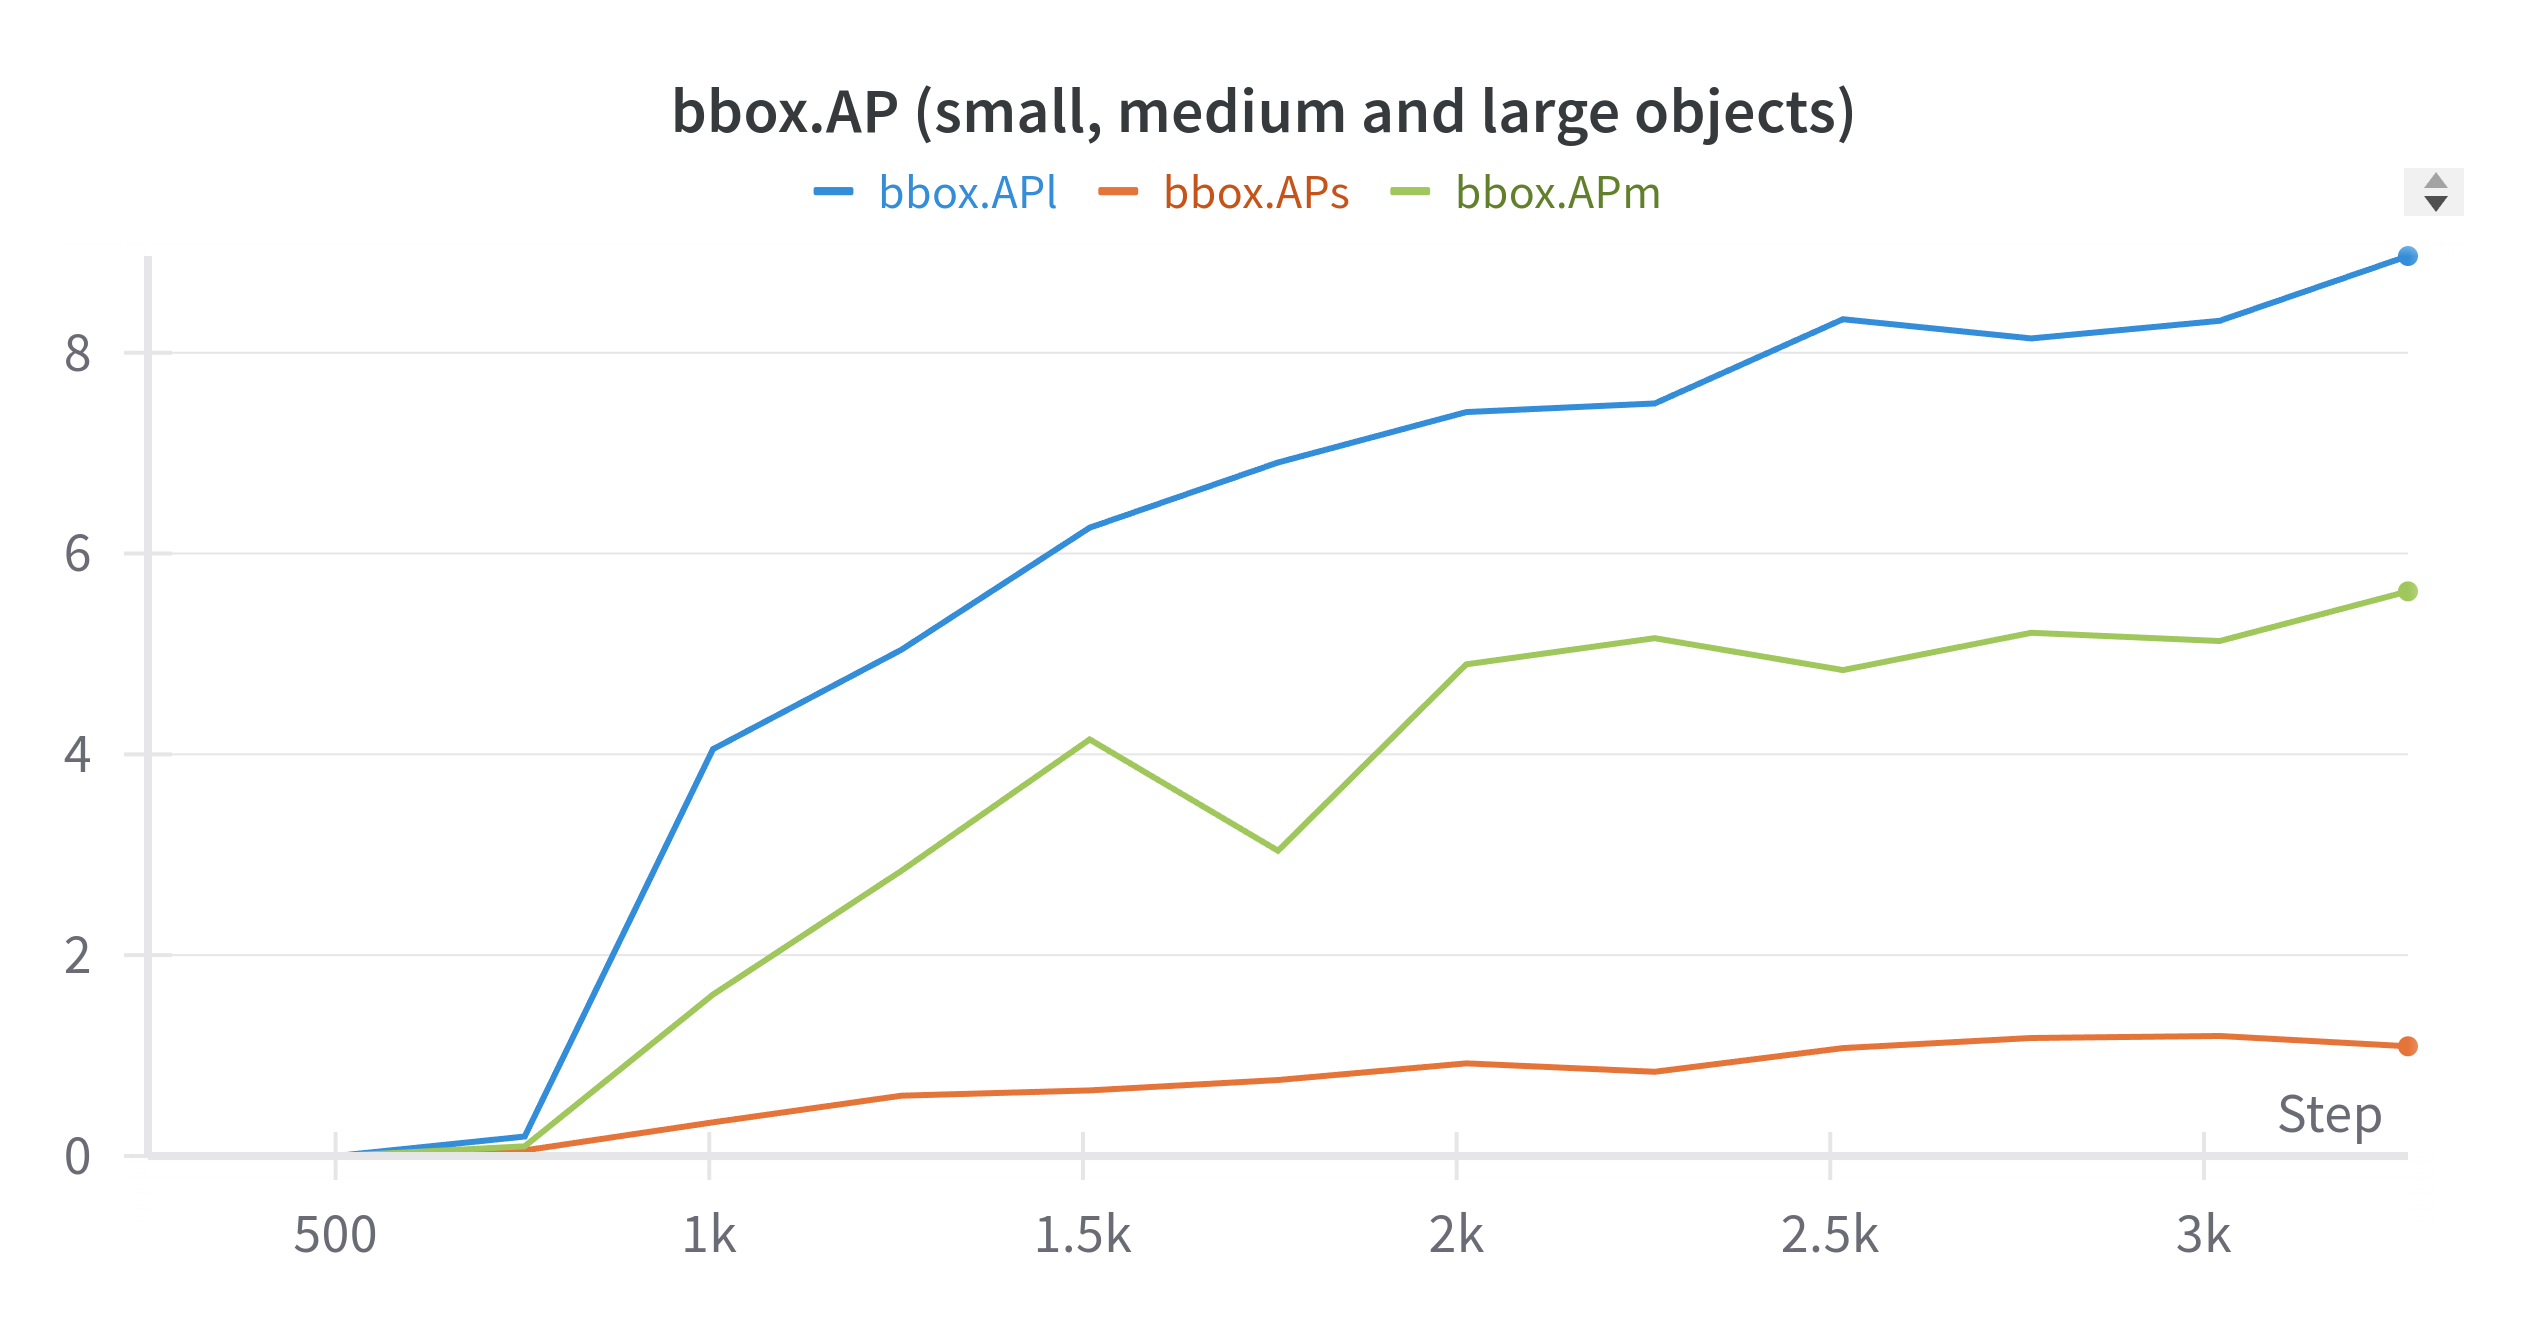 bbox.AP (small, medium and large objects)
bbox.APl bbox.APs bbox.APm
8
6
4
2
0
Step
500 1k 1.5k 2k 2.5k 3k